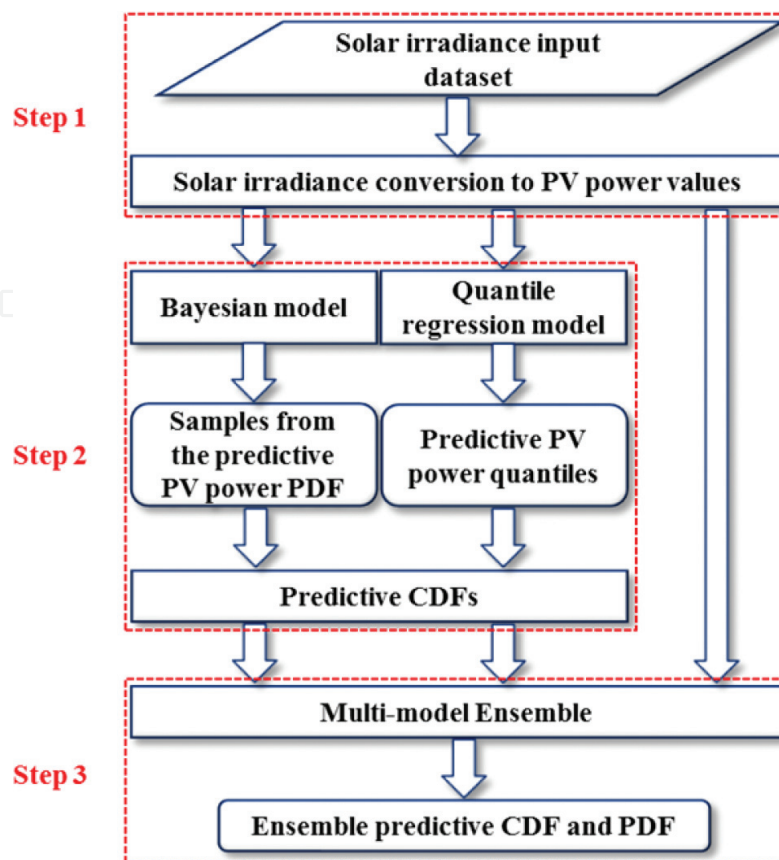 Solar irradiance input
dataset
Step 1
Solar irradiance conversion to PV power values
Bayesian model
Quantile
regression model
Step 2
Samples from
the predictive
PV power PDF
Predictive PV
power quantiles
Predictive CDFs
Multi-model Ensemble
Step 3
Ensemble predictive CDF and PDF